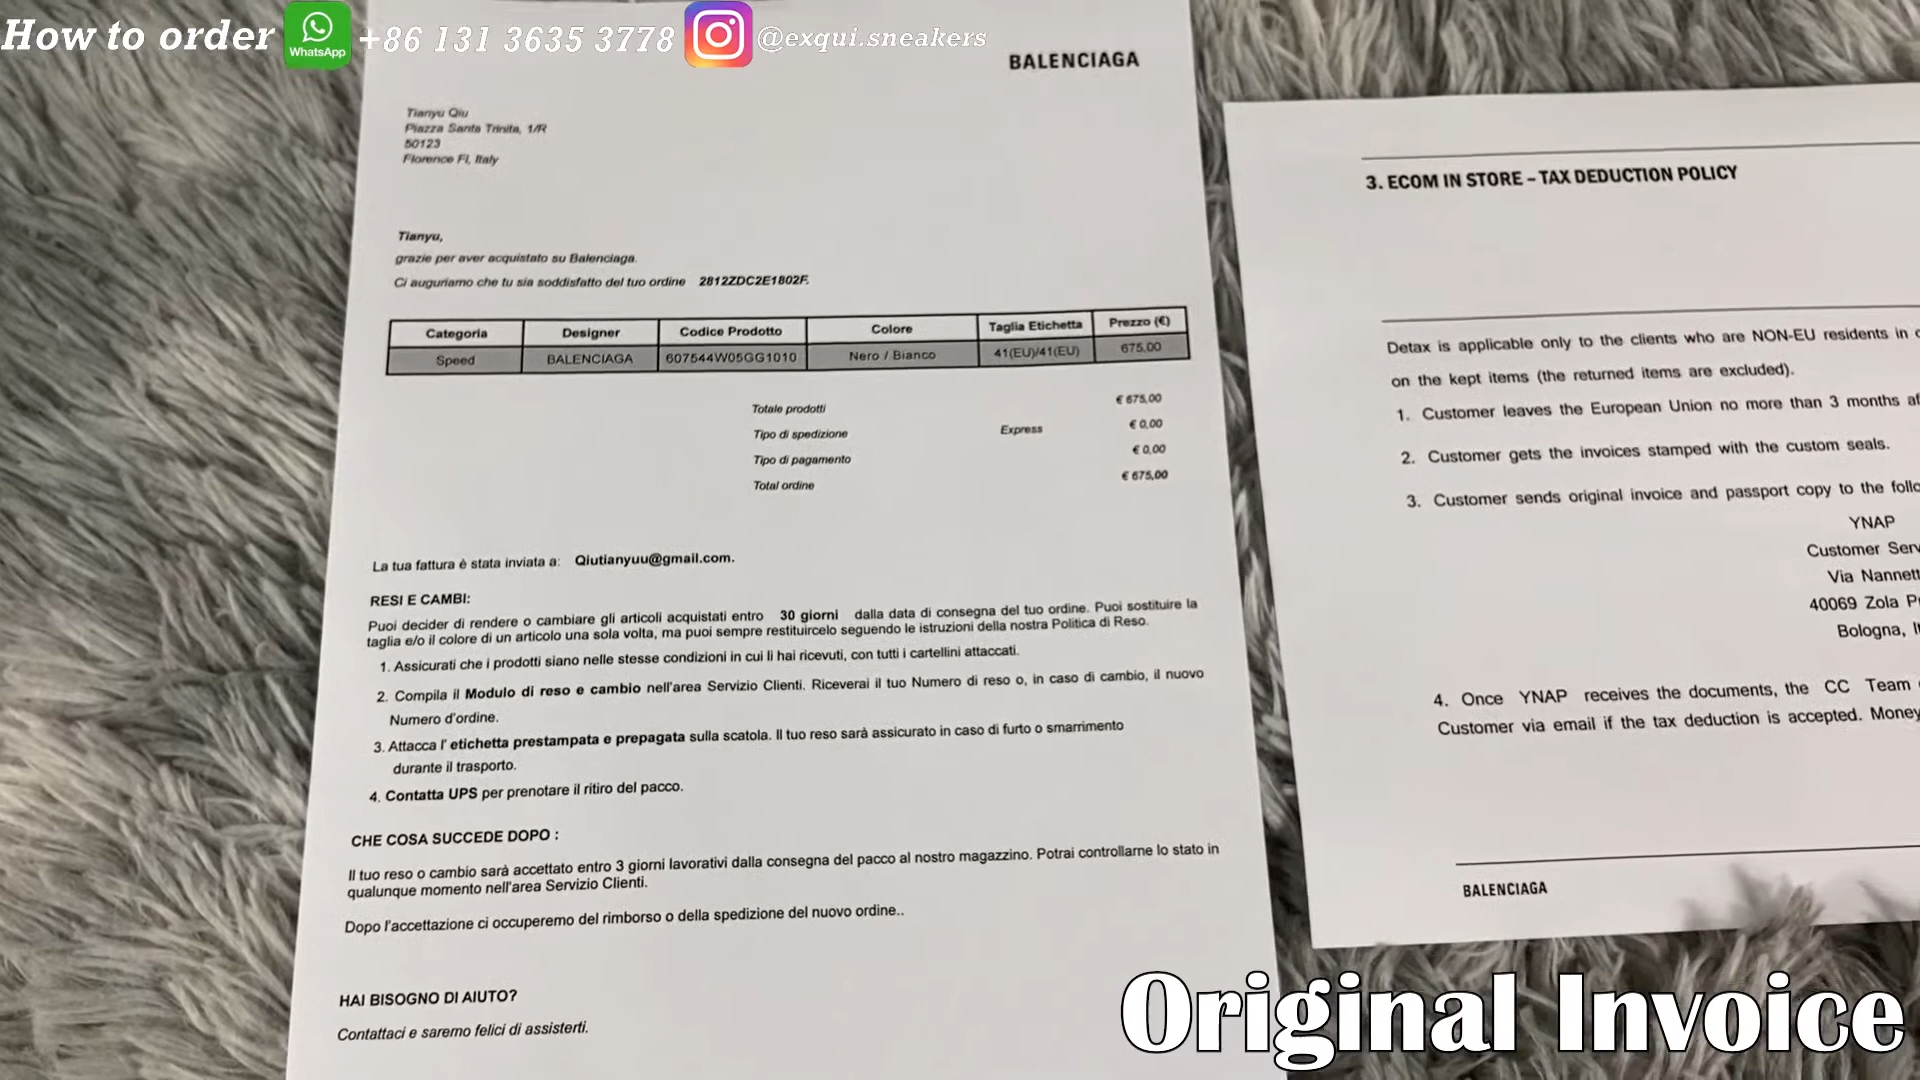 How to order WhatsApp +86 131 3635 3778 @exqui.sneakers
BALENCIAGA
Tianyu Qiu
Piazza Santa Trinita, 1/R
50123
Florence FI, Italy
Tianyu,
grazie per aver acquistato su Balenciaga.
Ci auguriamo che tu sia soddisfatto del tuo ordine 2812ZDC2E1802F.
Categoria Designer Codice Prodotto Colore Taglia Etichetta Prezzo (€)
Speed BALENCIAGA 607544W05GG1010 Nero / Bianco 41(EU)/41(EU) 675,00
Totale prodotti € 675,00
Tipo di spedizione Express € 0,00
Tipo di pagamento € 0,00
Total ordine € 675,00
La tua fattura è stata inviata a: Qiutianyuu@gmail.com.
RESI E CAMBI:
Puoi decider di rendere o cambiare gli articoli acquistati entro 30 giorni dalla data di consegna del tuo ordine. Puoi sostituire la
taglia e/o il colore di un articolo una sola volta, ma puoi sempre restituircelo seguendo le istruzioni della nostra Politica di Reso.
1. Assicurati che i prodotti siano nelle stesse condizioni in cui li hai ricevuti, con tutti i cartellini attaccati.
2. Compila il Modulo di reso e cambio nell'area Servizio Clienti. Riceverai il tuo Numero di reso o, in caso di cambio, il nuovo
Numero d'ordine.
3. Attacca l' etichetta prestampata e prepagata sulla scatola. Il tuo reso sarà assicurato in caso di furto o smarrimento
durante il trasporto.
4. Contatta UPS per prenotare il ritiro del pacco.
CHE COSA SUCCEDE DOPO :
Il tuo reso o cambio sarà accettato entro 3 giorni lavorativi dalla consegna del pacco al nostro magazzino. Potrai controllarne lo stato in
qualunque momento nell'area Servizio Clienti.
Dopo l'accettazione ci occuperemo del rimborso o della spedizione del nuovo ordine..
HAI BISOGNO DI AIUTO?
Contattaci e saremo felici di assisterti.
3. ECOM IN STORE – TAX DEDUCTION POLICY
Detax is applicable only to the clients who are NON-EU residents in
on the kept items (the returned items are excluded).
1. Customer leaves the European Union no more than 3 months
2. Customer gets the invoices stamped with the custom seals.
3. Customer sends original invoice and passport copy to the
YNAP
Customer
Via
40069 Zola
Bologna,
4. Once YNAP receives the documents, the CC Team
Customer via email if the tax deduction is accepted. Money
BALENCIAGA
Original Invoice